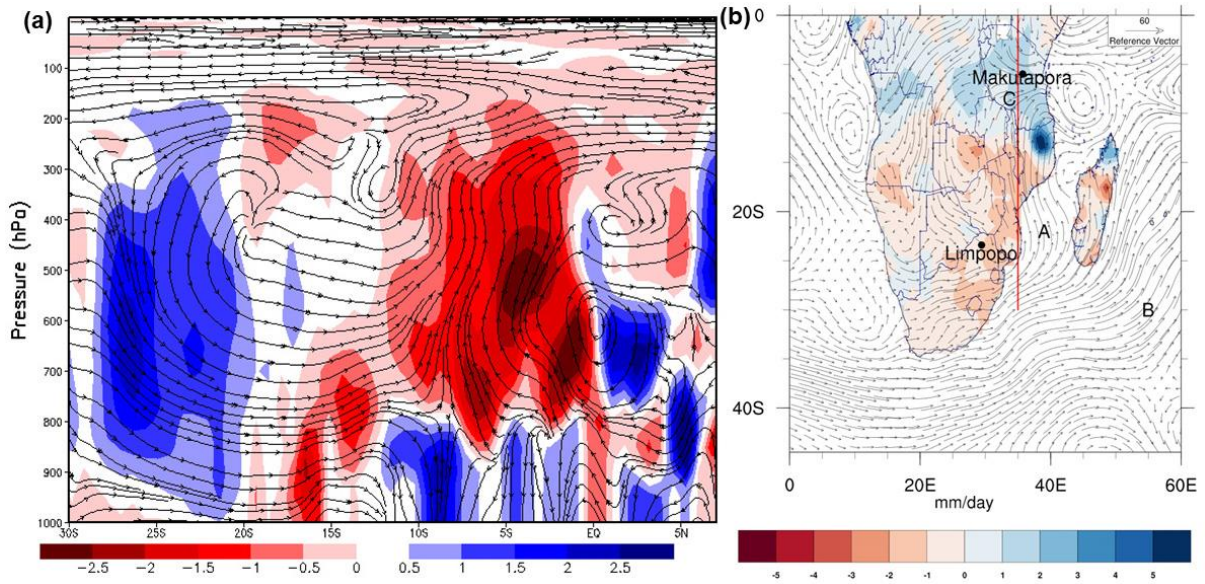 (a)
Pressure (hPa)
100
200
300
400
500
600
700
800
900
1000
30S 25S 20S 15S 10S 5S EQ 5N
-2.5 -2 -1.5 -1 -0.5 0 0.5 1 1.5 2 2.5
(b)
60
Reference Vector
Makutapora
C
A
Limpopo
B
0
20S
40S
0 20E 40E 60E
mm/day
-5 -4 -3 -2 -1 0 1 2 3 4 5